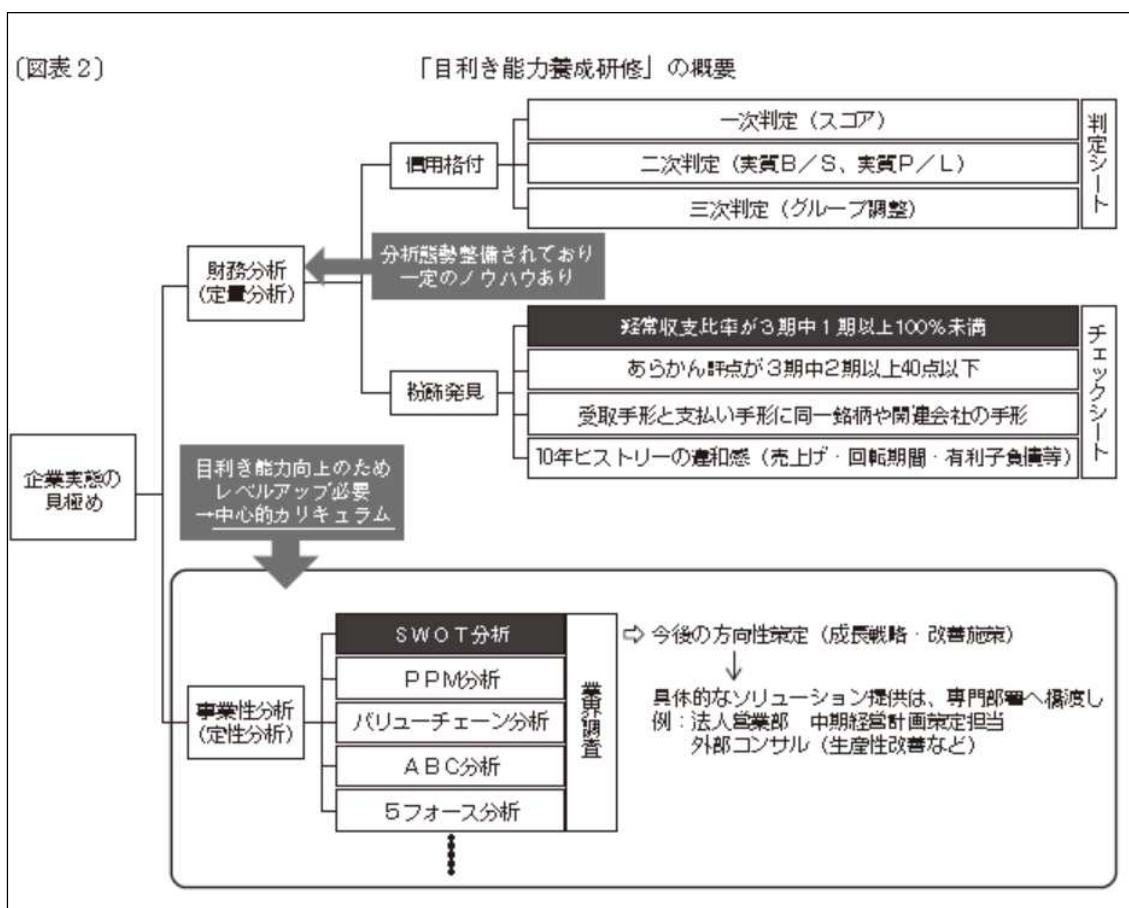 〔図表２〕
「目利き能力養成研修」の概要
一次判定（スコア）
二次判定（実質Ｂ／Ｓ、実質Ｐ／Ｌ）
三次判定（グループ調整）
判定シート
信用格付
分析態勢整備されており
一定のノウハウあり
財務分析
（定量分析）
経常収支比率が３期中１期以上100％未満
あらかん評点が３期中２期以上40点以下
受取手形と支払い手形に同一銘柄や関連会社の手形
10年ヒストリーの違和感（売上げ・回転期間・有利子負債等）
チェックシート
粉飾発見
企業実態の
見極め
目利き能力向上のため
レベルアップ必要
→中心的カリキュラム
事業性分析
（定性分析）
ＳＷＯＴ分析
ＰＰＭ分析
バリューチェーン分析
ＡＢＣ分析
５フォース分析
業界調査
⇨ 今後の方向性策定（成長戦略・改善施策）
具体的なソリューション提供は、専門部署へ橋渡し
例：法人営業部　中期経営計画策定担当
外部コンサル（生産性改善など）